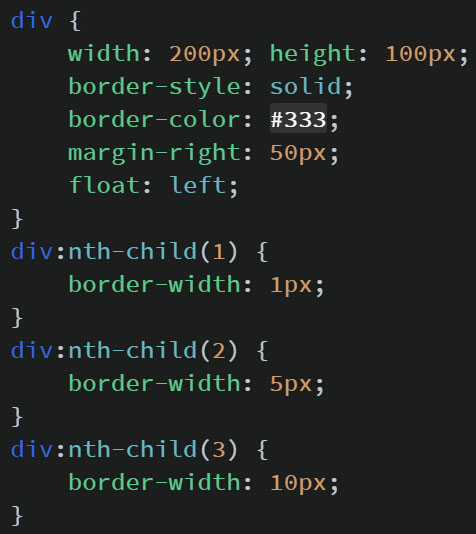 div {
    width: 200px; height: 100px;
    border-style: solid;
    border-color: #333;
    margin-right: 50px;
    float: left;
}
div:nth-child(1) {
    border-width: 1px;
}
div:nth-child(2) {
    border-width: 5px;
}
div:nth-child(3) {
    border-width: 10px;
}